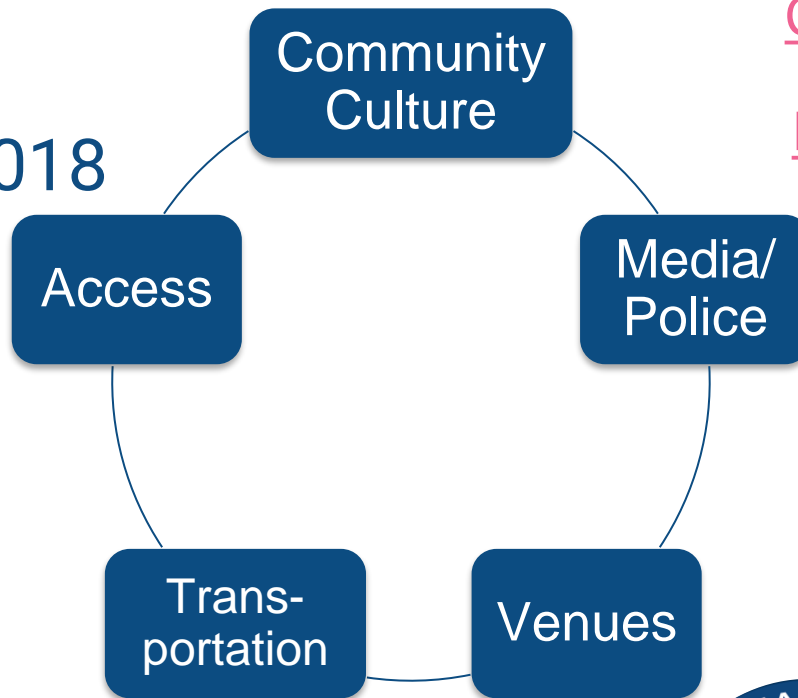 Community
Culture
018
Access
Media/
Police
Trans-
portation
Venues